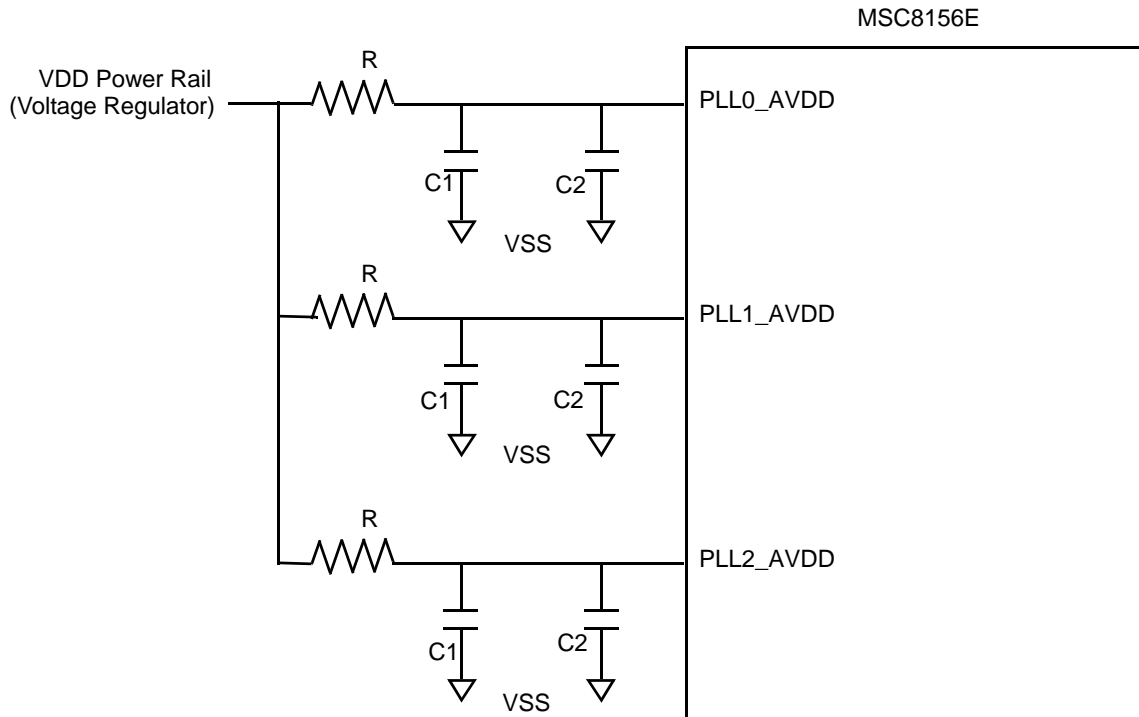 MSC8156E
R
VDD Power Rail
(Voltage Regulator)
PLL0_AVDD
C1
C2
VSS
R
PLL1_AVDD
C1
C2
VSS
R
PLL2_AVDD
C1
C2
VSS